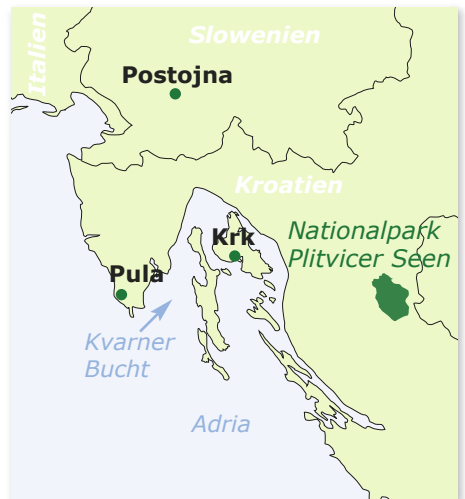 Italien
Slowenien
Postojna
Kroatien
Nationalpark
Plitvicer Seen
Krk
Pula
Kvarner
Bucht
Adria